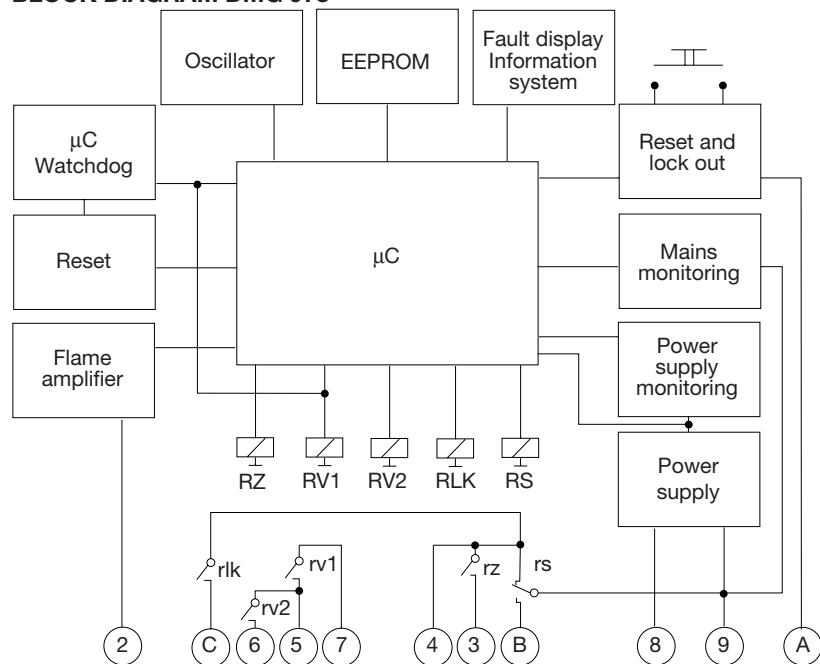 Oscillator
EEPROM
Fault display
Information
system
µC
Watchdog
Reset and
lock out
Reset
µC
Mains
monitoring
Flame
amplifier
Power
supply
monitoring
Power
supply
RZ
RV1
RV2
RLK
RS
rlk
rv1
rv2
rz
rs
2
C
6
5
7
4
3
B
8
9
A